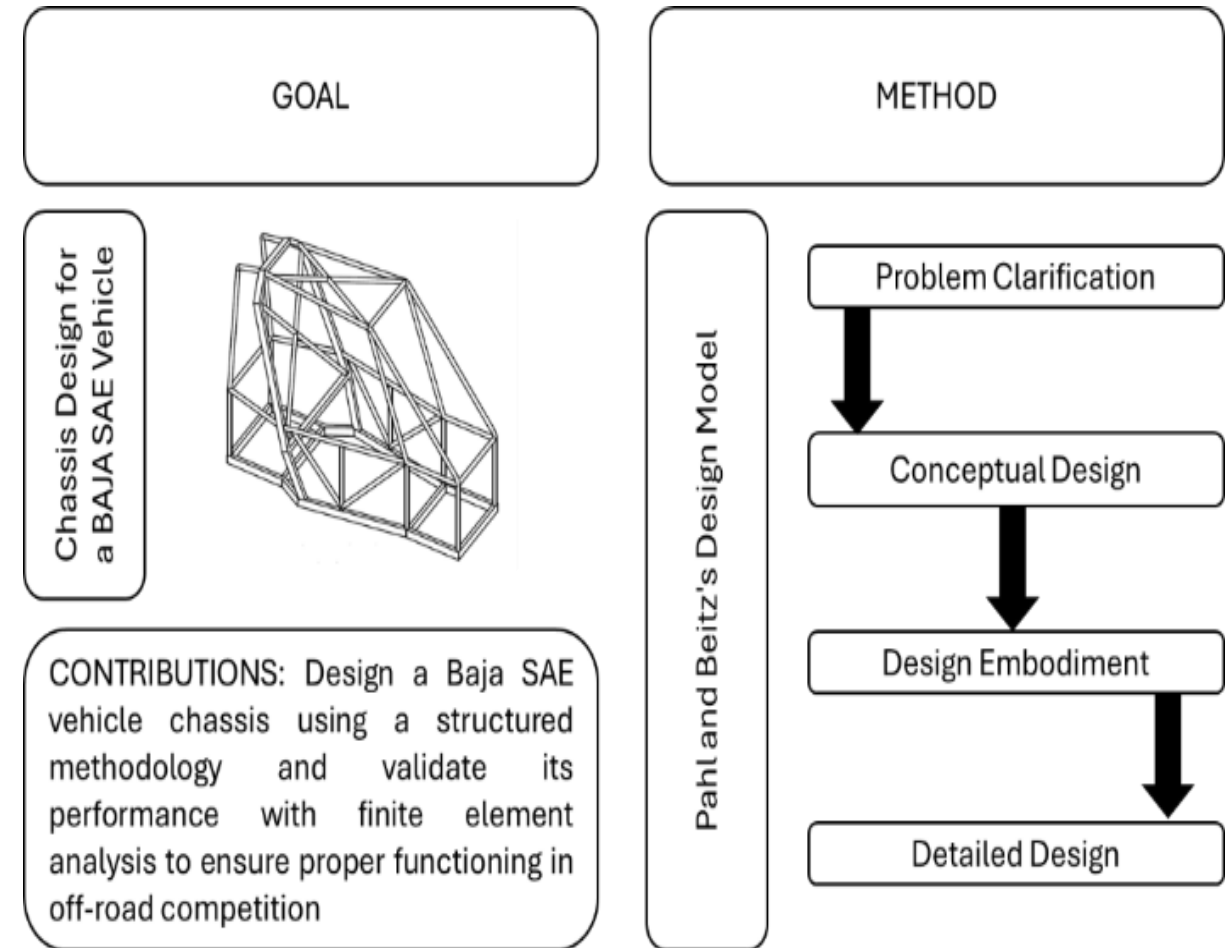 GOAL
Chassis Design for
a BAJA SAE Vehicle
CONTRIBUTIONS: Design a Baja SAE
vehicle chassis using a structured
methodology and validate its
performance with finite element
analysis to ensure proper functioning in
off-road competition
METHOD
Pahl and Beitz's Design Model
Problem Clarification
Conceptual Design
Design Embodiment
Detailed Design